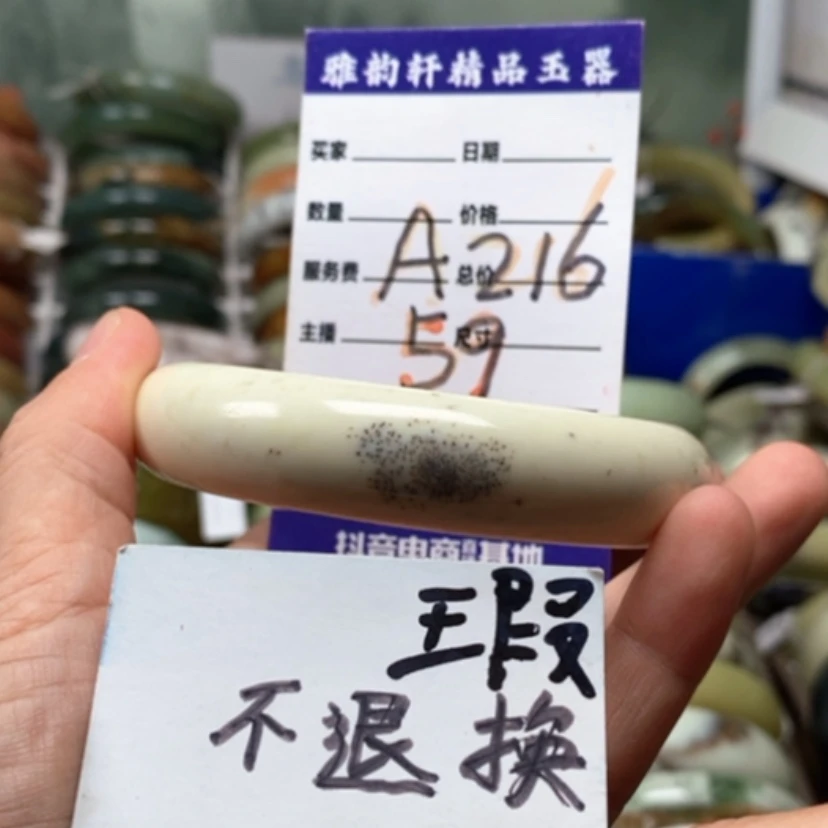 雅韵轩精品玉器
买家 日期
数量 价格
服务费 总价
A 216
主播 尺寸
59
抖音电商 基地
瑕
不退换